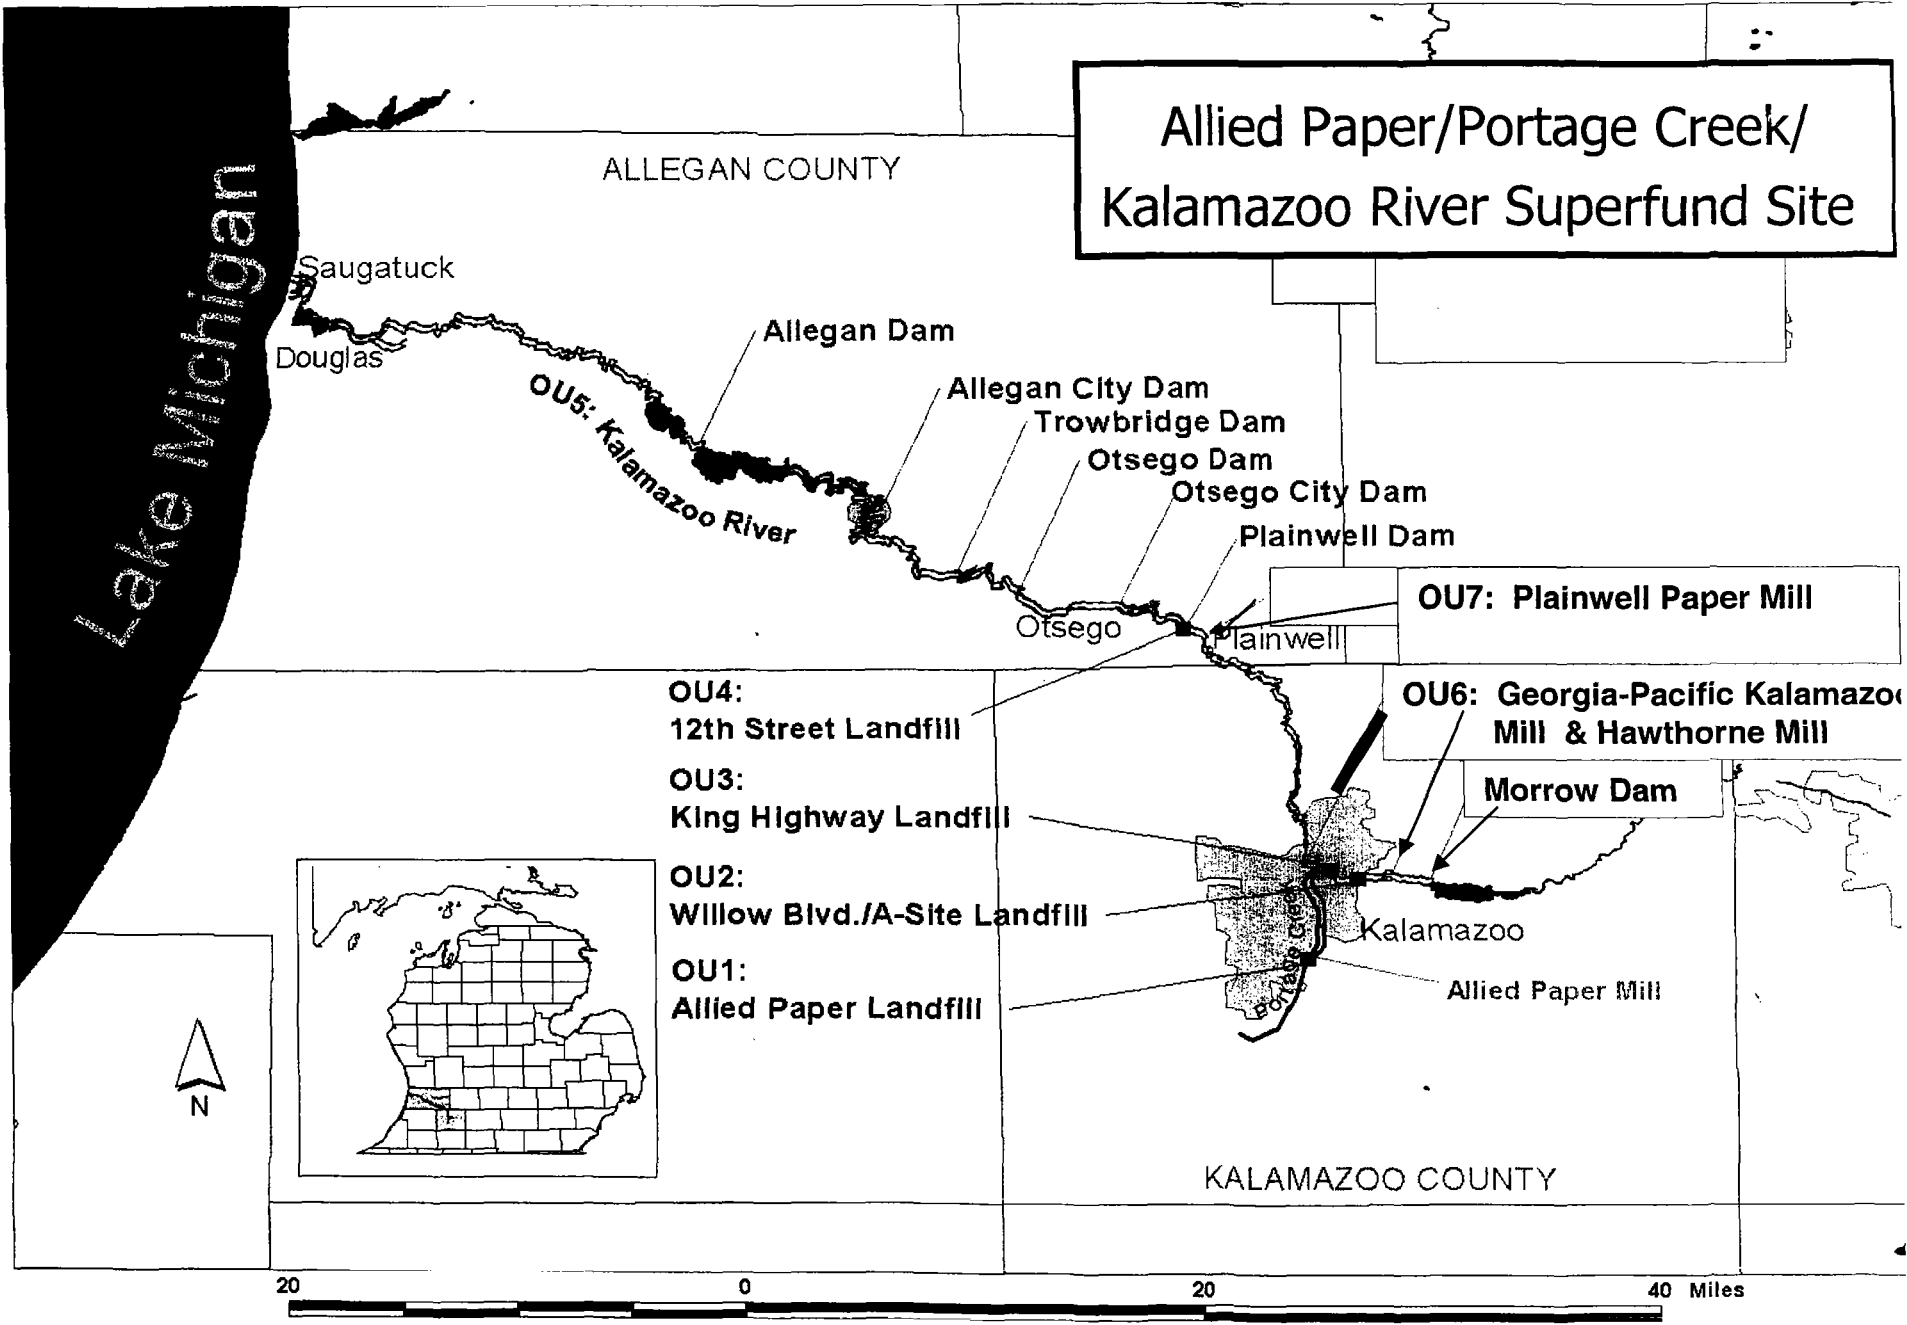 Allied Paper/Portage Creek/
Kalamazoo River Superfund Site
ALLEGAN COUNTY
Lake Michigan
Saugatuck
Douglas
Allegan Dam
OU5: Kalamazoo River
Allegan City Dam
Trowbridge Dam
Otsego Dam
Otsego City Dam
Plainwell Dam
OU7: Plainwell Paper Mill
Otsego
Plainwell
OU4:
12th Street Landfill
OU6: Georgia-Pacific Kalamazoo
Mill & Hawthorne Mill
OU3:
King Highway Landfill
Morrow Dam
OU2:
Willow Blvd./A-Site Landfill
Kalamazoo
Portage Creek
OU1:
Allied Paper Landfill
Allied Paper Mill
N
KALAMAZOO COUNTY
20 0 20 40 Miles